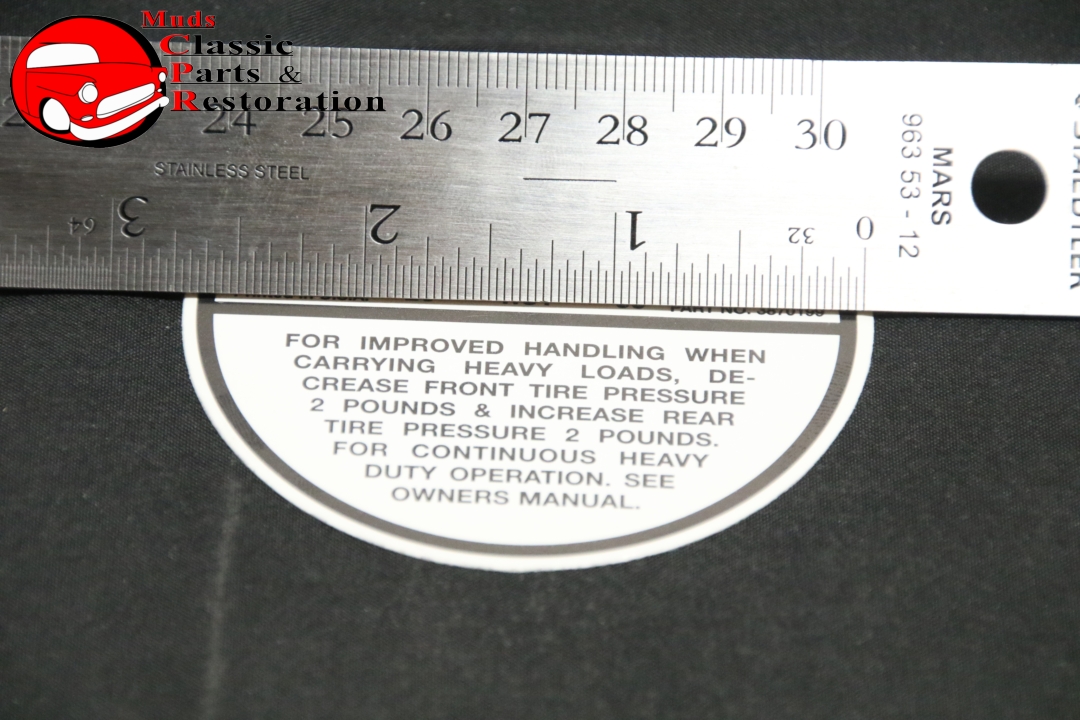 Muds
Classic
Parts &
Restoration
24 25 26 27 28 29 30
STAINLESS STEEL
MARS
963 53 - 12
64 3 2 1 32 0
PART NO.
FOR IMPROVED HANDLING WHEN
CARRYING HEAVY LOADS, DE-
CREASE FRONT TIRE PRESSURE
2 POUNDS & INCREASE REAR
TIRE PRESSURE 2 POUNDS.
FOR CONTINUOUS HEAVY
DUTY OPERATION. SEE
OWNERS MANUAL.